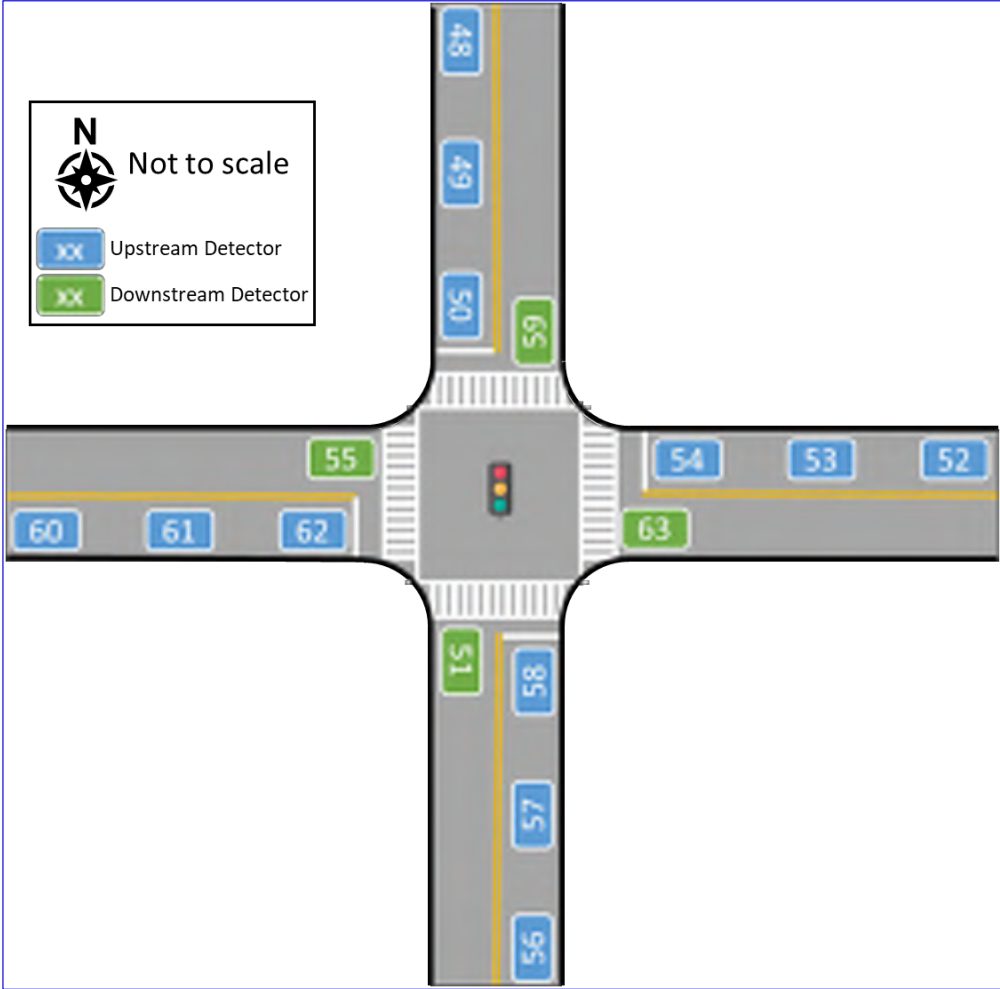 48
N
Not to scale
49
xx Upstream Detector
xx Downstream Detector
50
59
55
54 53 52
60 61 62
63
51
58
57
56